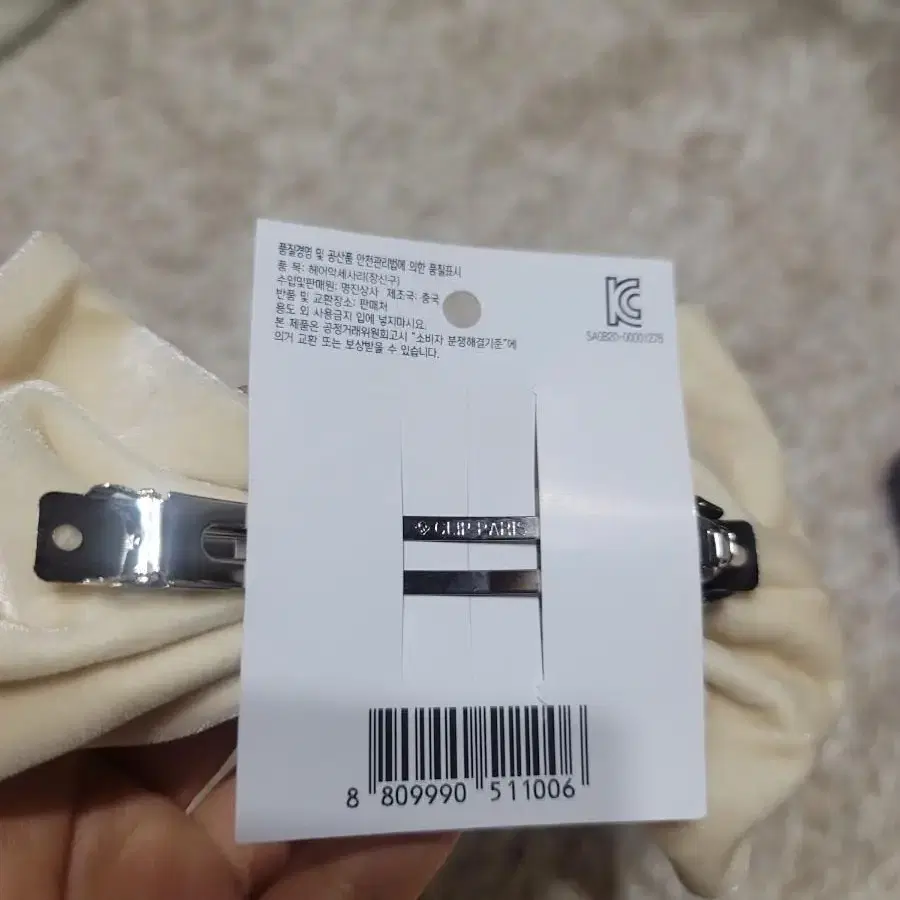 품질경영 및 공산품 안전관리법에 의한 품질표시
품 목: 헤어악세사리(장신구)
수입및판매원: 명진상사 제조국: 중국
반품 및 교환장소: 판매처
용도 외 사용금지 입에 넣지마시요.
본 제품은 공정거래위원회고시 "소비자 분쟁해결기준"에
의거 교환 또는 보상받을 수 있습니다.
KC
CLIP PARIS
8 809990 511006